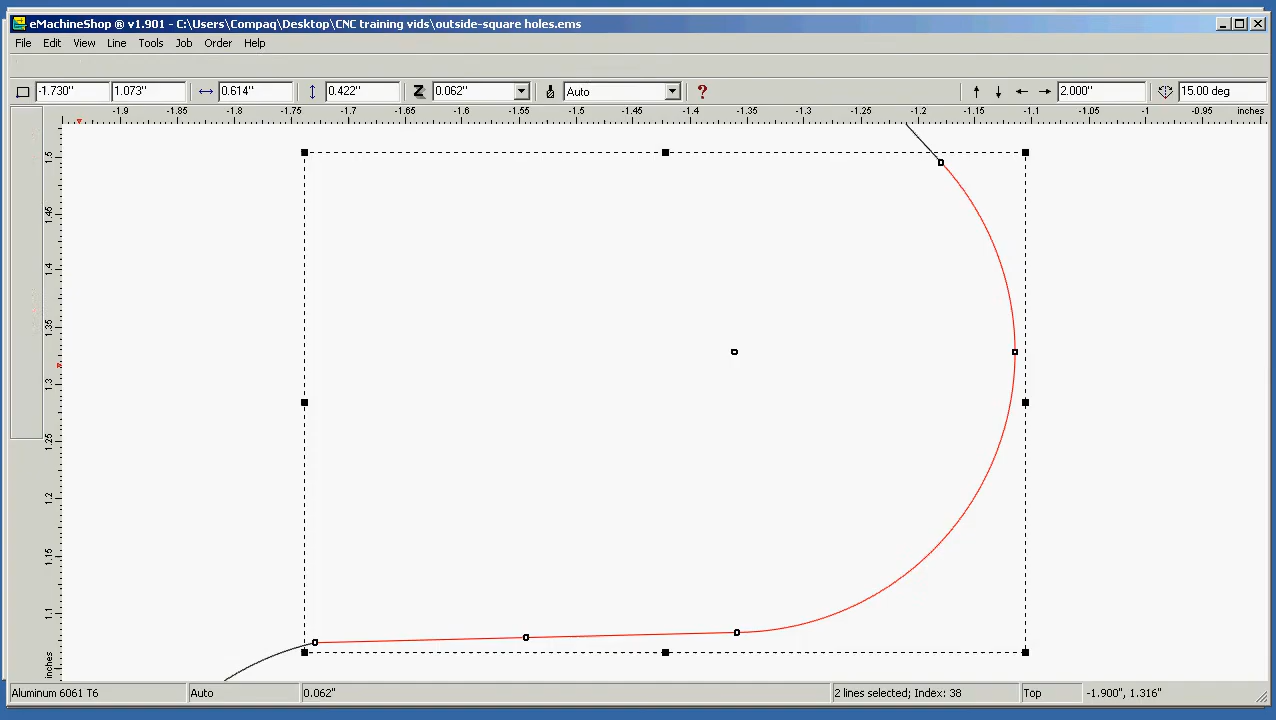 eMachineShop ® v1.901 - C:\Users\Compaq\Desktop\CNC training vids\outside-square holes.ems
File Edit View Line Tools Job Order Help
-1.730" 1.073" 0.614" 0.422" Z 0.062" Auto ? 2.000" 15.00 deg
-1.9 -1.85 -1.8 -1.75 -1.7 -1.65 -1.6 -1.55 -1.5 -1.45 -1.4 -1.35 -1.3 -1.25 -1.2 -1.15 -1.1 -1.05 -1 -0.95 inches
1.5
1.45
1.4
1.35
1.3
1.25
1.2
1.15
1.1
inches
Aluminum 6061 T6 Auto 0.062" 2 lines selected; Index: 38 Top -1.900", 1.316"